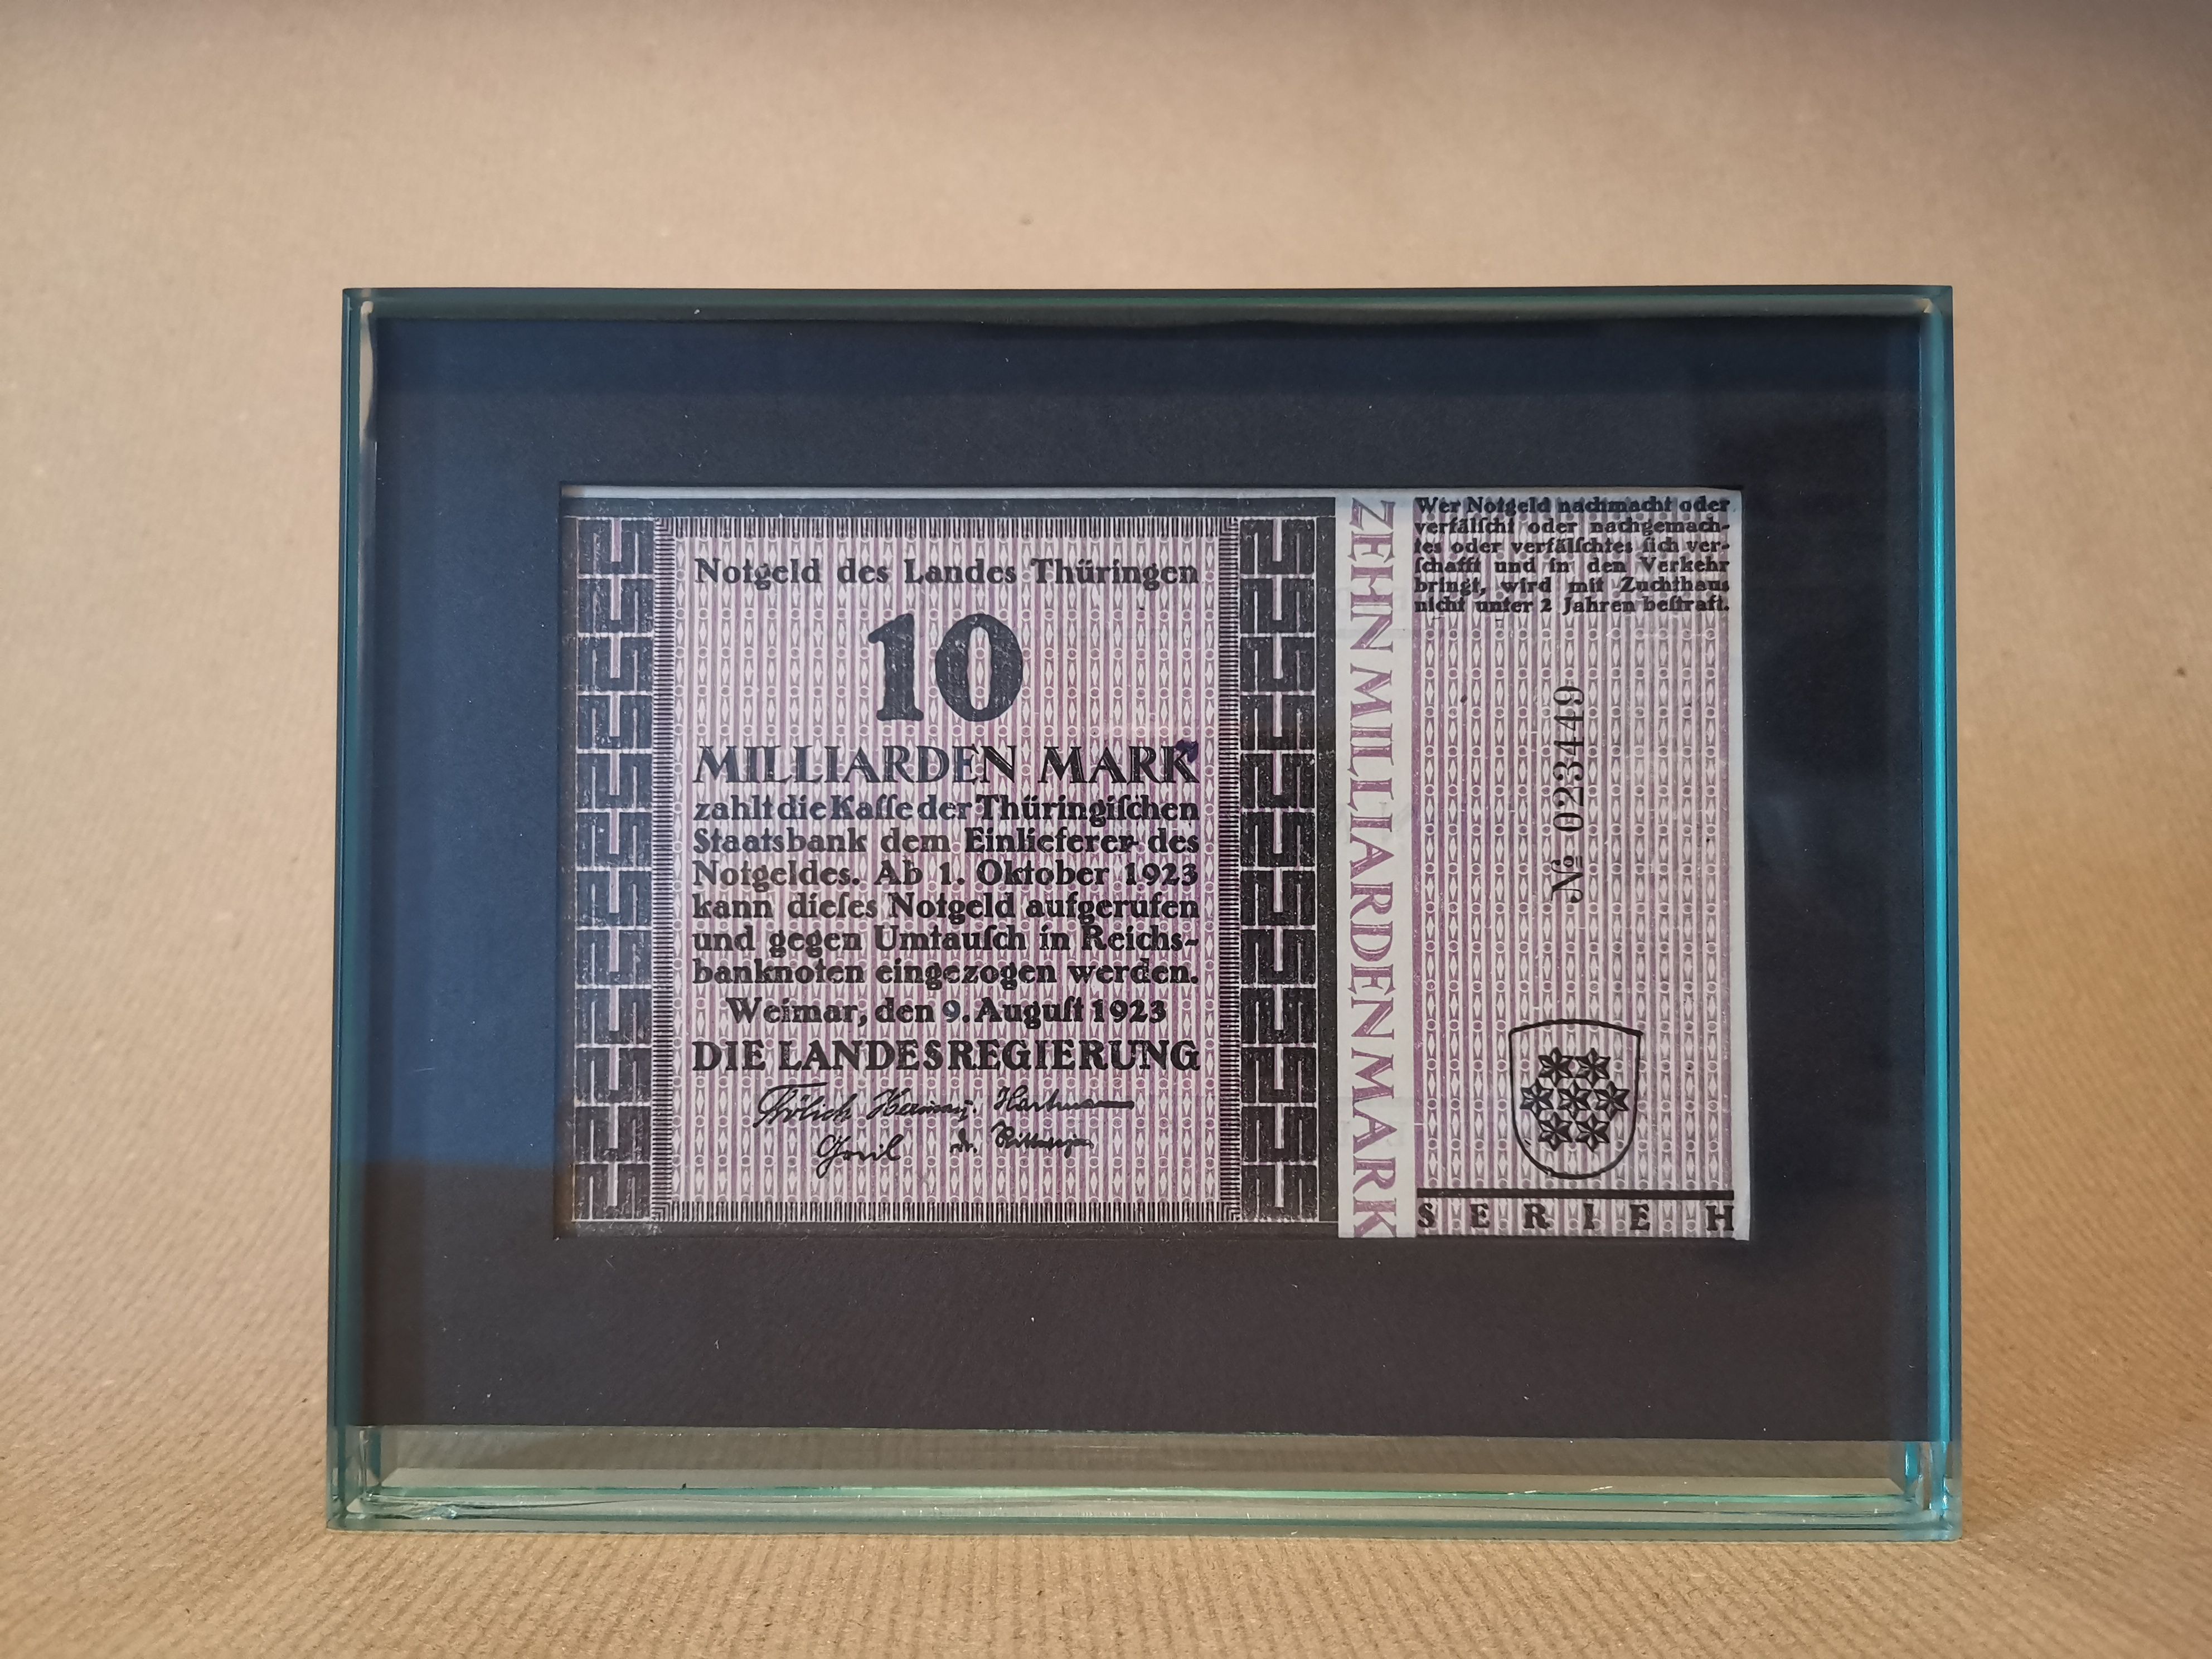 Notgeld des Landes Thüringen
10
MILLIARDEN MARK
zahlt die Kaſſe der Thüringiſchen
Staatsbank dem Einlieferer des
Notgeldes. Ab 1. Oktober 1923
kann dieſes Notgeld aufgerufen
und gegen Umtauſch in Reichs-
banknoten eingezogen werden.
Weimar, den 9. Auguſt 1923
DIE LANDESREGIERUNG
Frölich Hartmann
ZEHN MILLIARDEN MARK
Wer Notgeld nachmacht oder
verfälſcht oder nachgemach-
tes oder verfälſchtes ſich ver-
ſchafft und in den Verkehr
bringt, wird mit Zuchthaus
nicht unter 2 Jahren beſtraft.
№ 023449
SERIE H